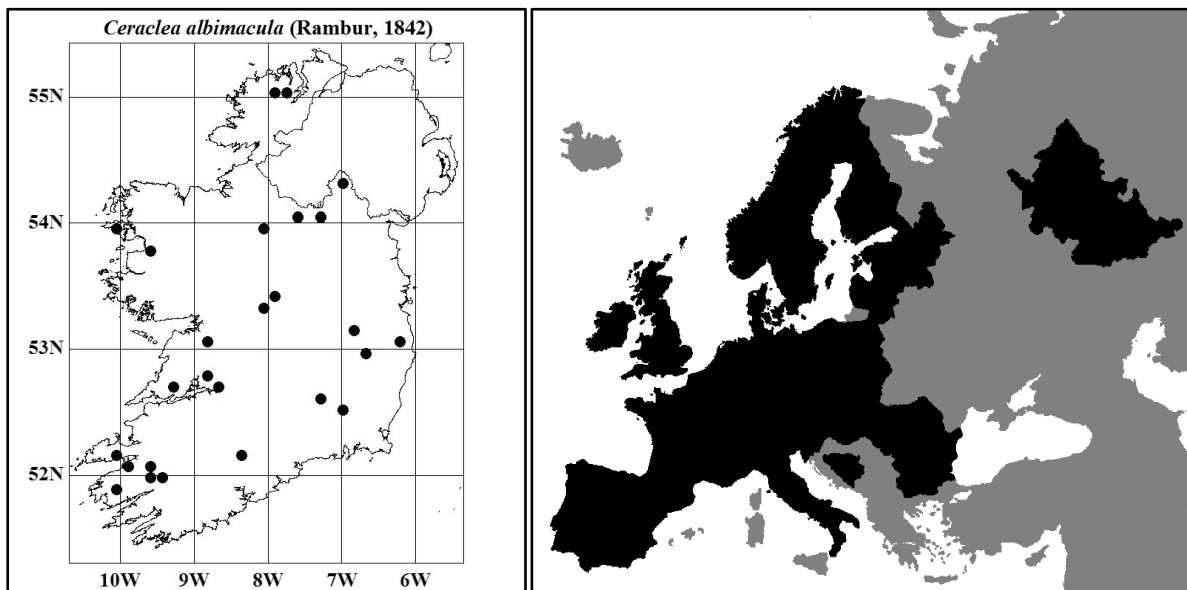 Ceraclea albimacula (Rambur, 1842)
55N
54N
53N
52N
10W 9W 8W 7W 6W